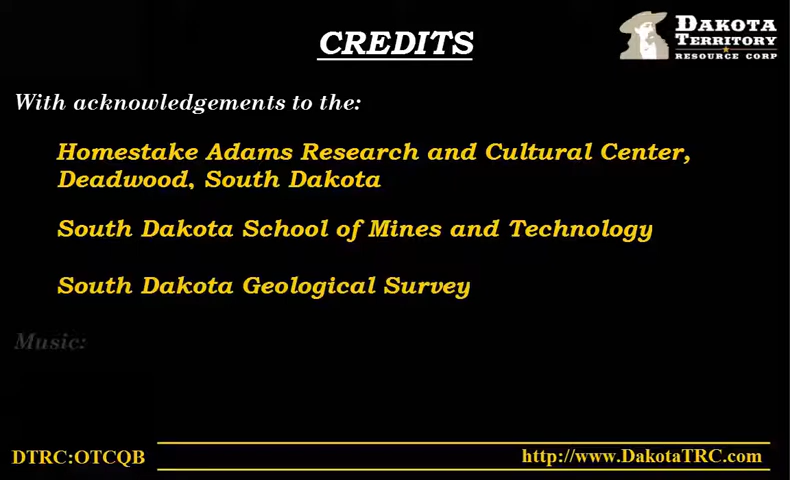 CREDITS
DAKOTA
TERRITORY
RESOURCE CORP
With acknowledgements to the:
Homestake Adams Research and Cultural Center,
Deadwood, South Dakota
South Dakota School of Mines and Technology
South Dakota Geological Survey
Music:
DTRC:OTCQB
http://www.DakotaTRC.com